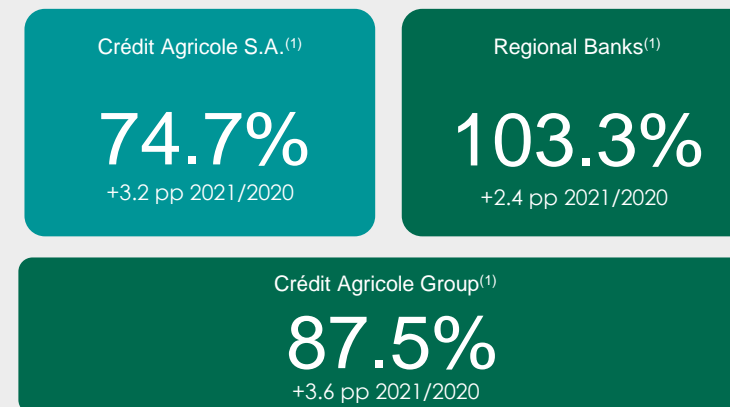 Crédit Agricole S.A.(1)
74.7%
+3.2 pp 2021/2020
Regional Banks(1)
103.3%
+2.4 pp 2021/2020
Crédit Agricole Group(1)
87.5%
+3.6 pp 2021/2020